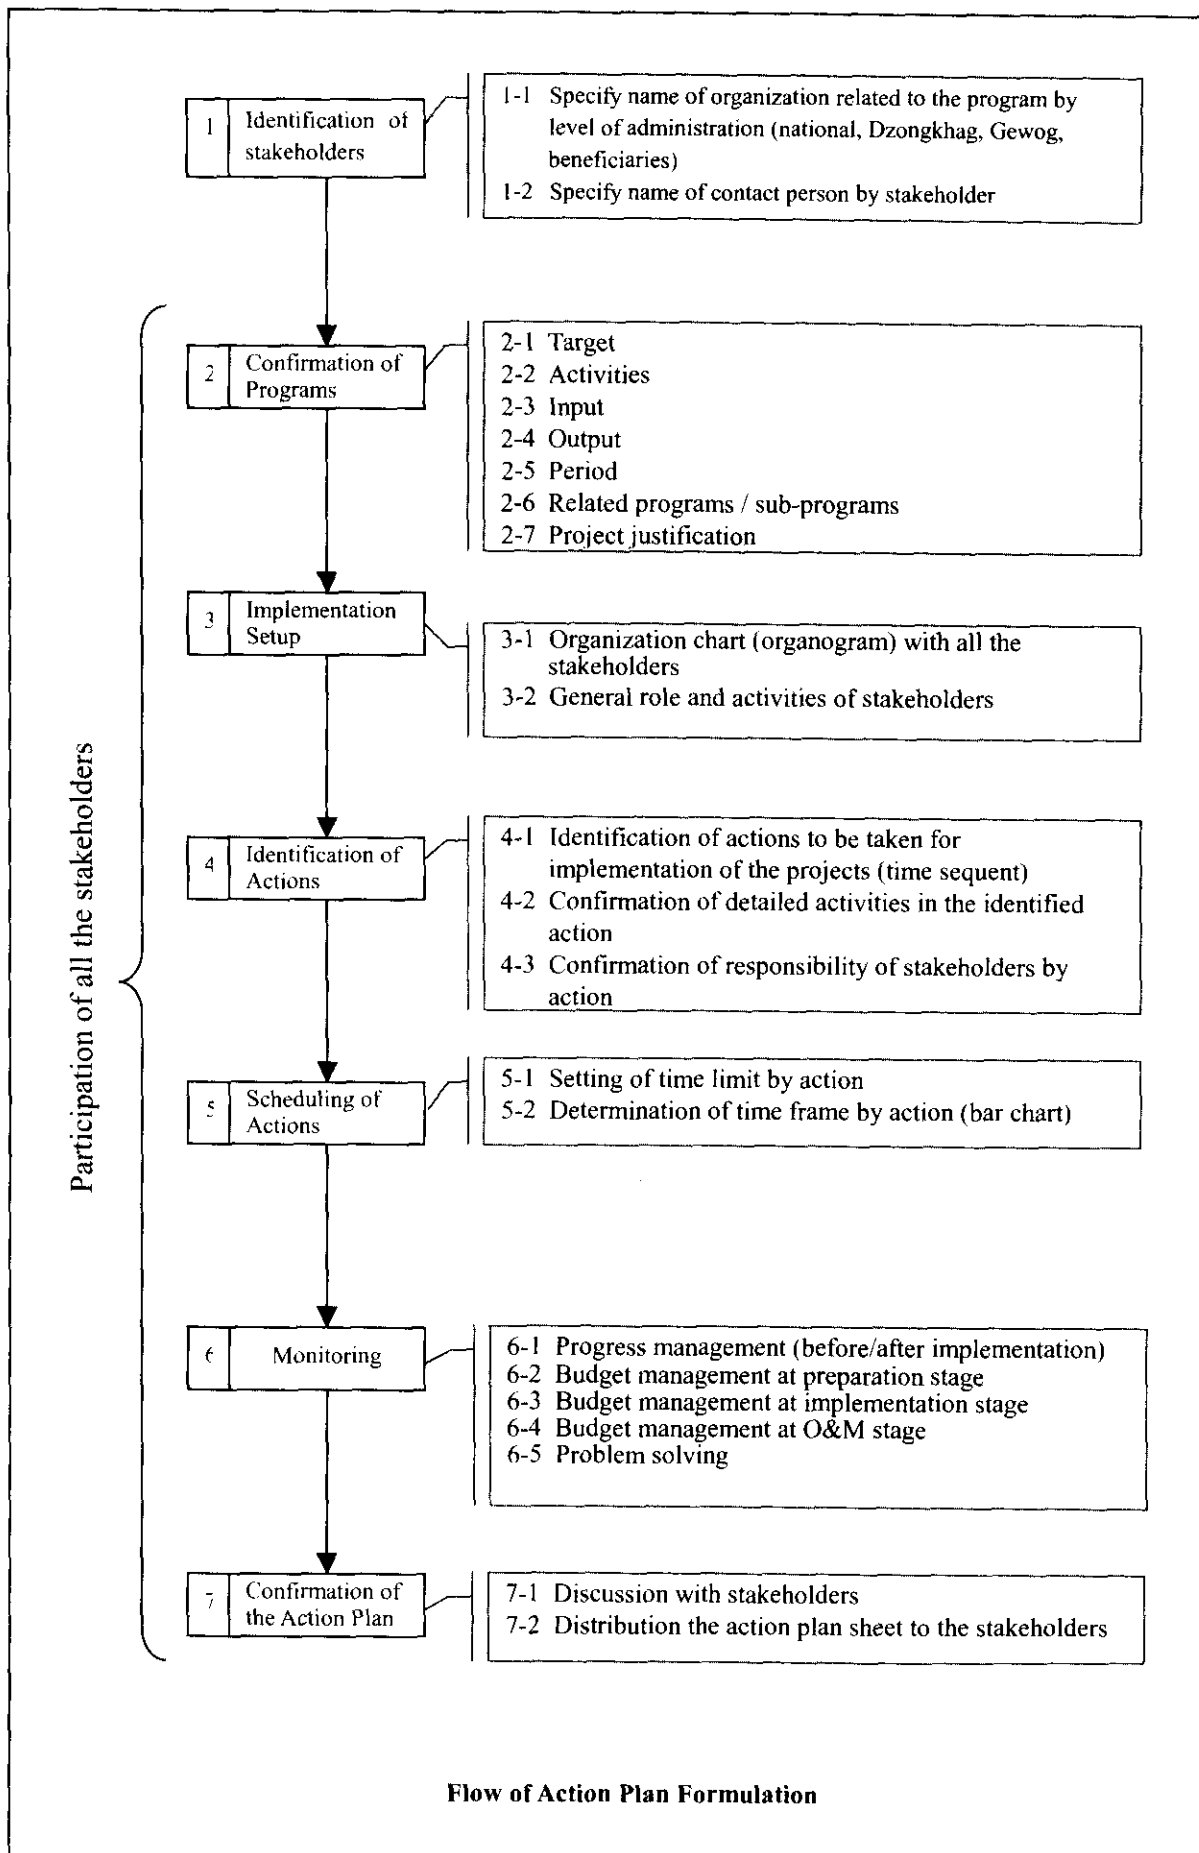 1 Identification of
stakeholders
1-1 Specify name of organization related to the program by
level of administration (national, Dzongkhag, Gewog,
beneficiaries)
1-2 Specify name of contact person by stakeholder
Participation of all the stakeholders
2 Confirmation of
Programs
2-1 Target
2-2 Activities
2-3 Input
2-4 Output
2-5 Period
2-6 Related programs / sub-programs
2-7 Project justification
3 Implementation
Setup
3-1 Organization chart (organogram) with all the
stakeholders
3-2 General role and activities of stakeholders
4 Identification of
Actions
4-1 Identification of actions to be taken for
implementation of the projects (time sequent)
4-2 Confirmation of detailed activities in the identified
action
4-3 Confirmation of responsibility of stakeholders by
action
5 Scheduling of
Actions
5-1 Setting of time limit by action
5-2 Determination of time frame by action (bar chart)
6 Monitoring
6-1 Progress management (before/after implementation)
6-2 Budget management at preparation stage
6-3 Budget management at implementation stage
6-4 Budget management at O&M stage
6-5 Problem solving
7 Confirmation of
the Action Plan
7-1 Discussion with stakeholders
7-2 Distribution the action plan sheet to the stakeholders
Flow of Action Plan Formulation